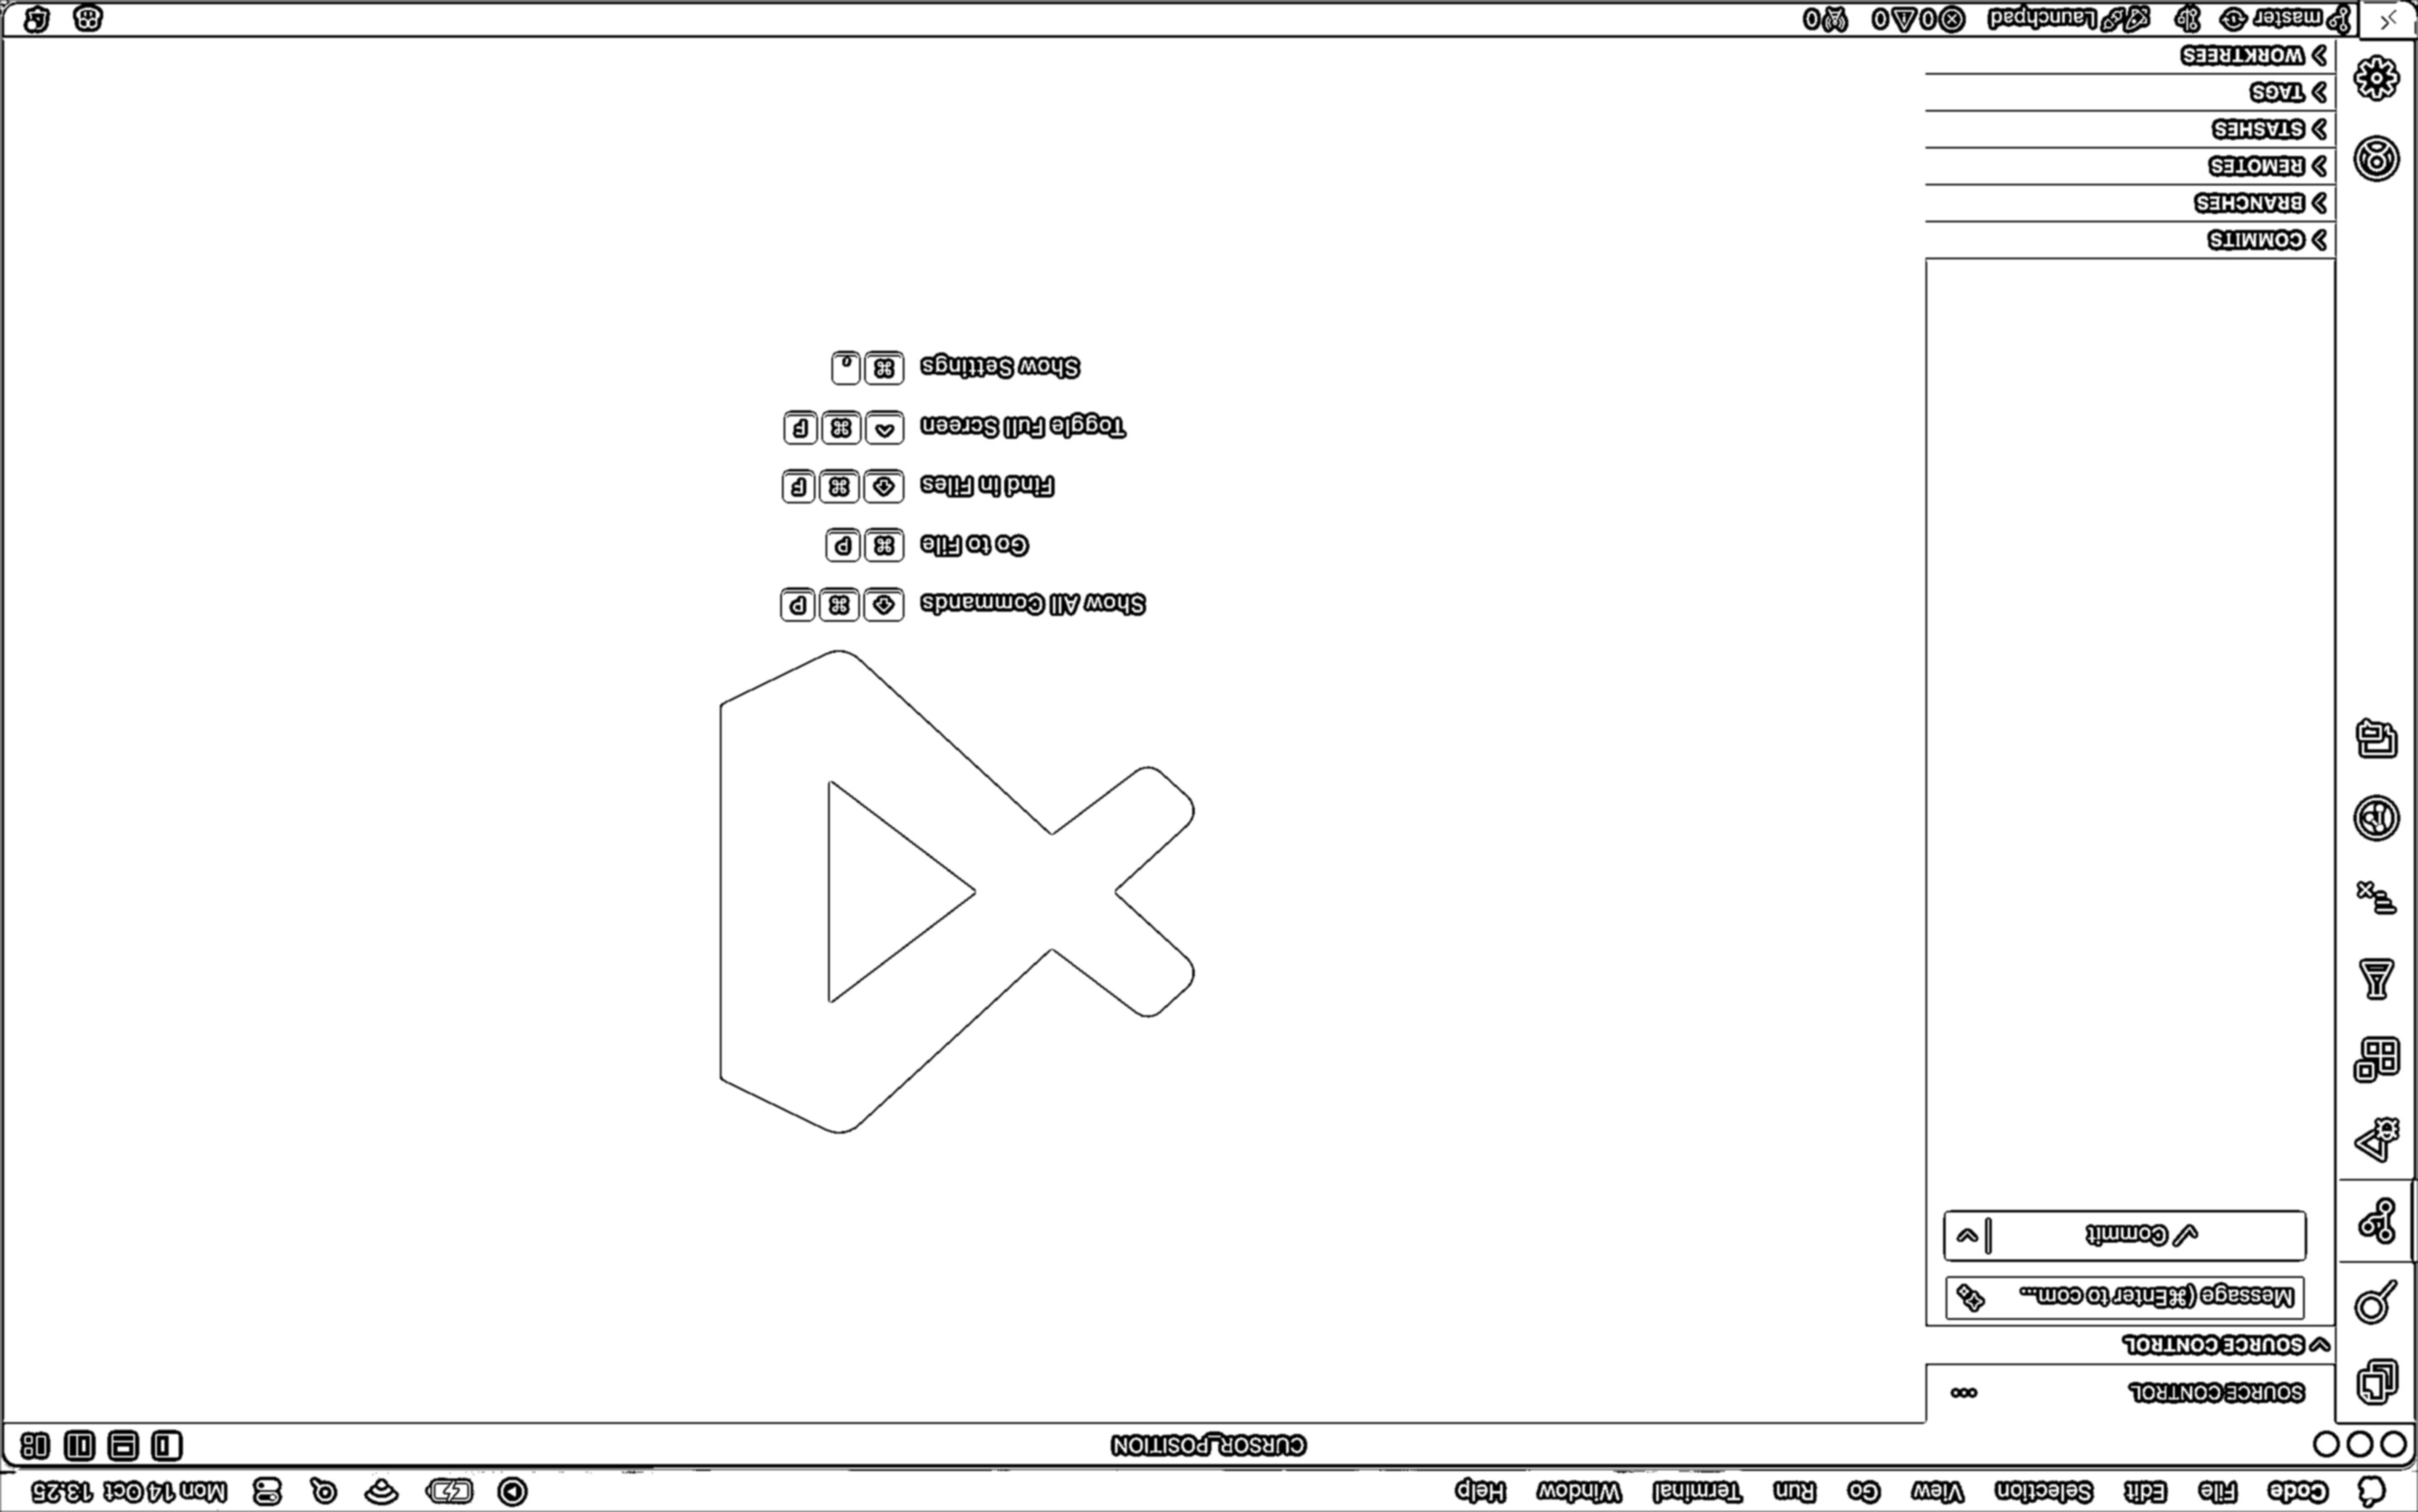 Code File Edit Selection View Go Run Terminal Window Help Mon 14 Oct 13.25
CURSOR_POSITION
SOURCE CONTROL
SOURCE CONTROL
Message (⌘Enter to com...
Commit
Show All Commands ⇧ ⌘ P
Go to File ⌘ P
Find in Files ⇧ ⌘ F
Toggle Full Screen ^ ⌘ F
Show Settings ⌘ ,
COMMITS
BRANCHES
REMOTES
STASHES
TAGS
WORKTREES
master Launchpad 0 0 0